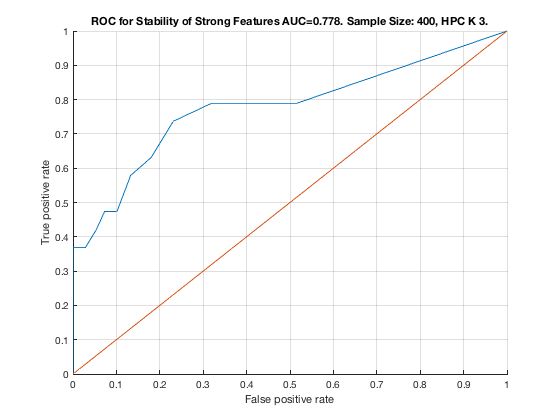 ROC for Stability of Strong Features AUC=0.778. Sample Size: 400, HPC K 3.
1
0.9
0.8
0.7
0.6
0.5
0.4
0.3
0.2
0.1
0
True positive rate
0 0.1 0.2 0.3 0.4 0.5 0.6 0.7 0.8 0.9 1
False positive rate